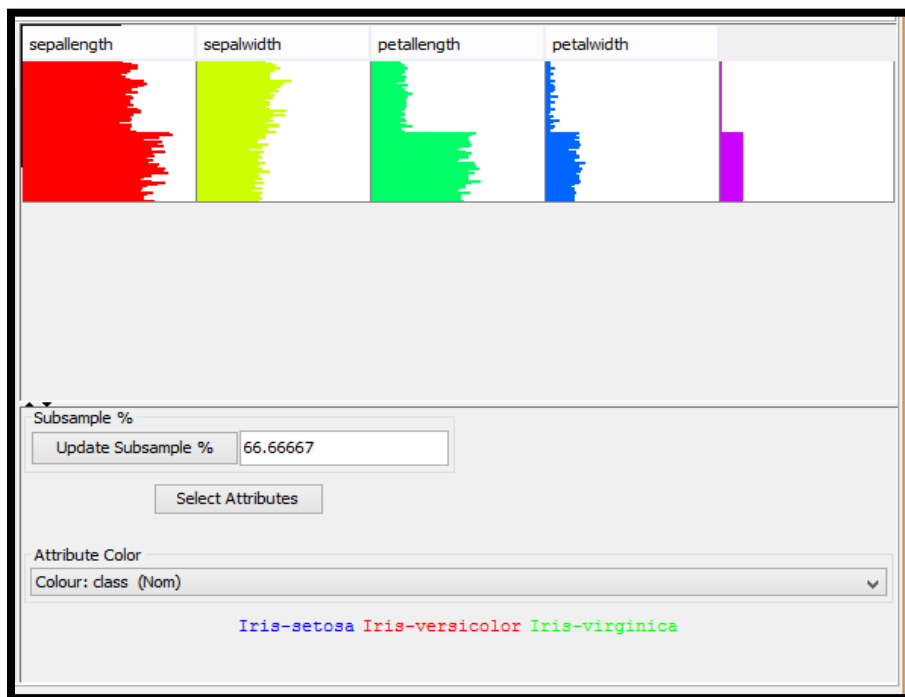 sepallength sepalwidth petallength petalwidth
Subsample %
Update Subsample % 66.66667
Select Attributes
Attribute Color
Colour: class (Nom)
Iris-setosa Iris-versicolor Iris-virginica